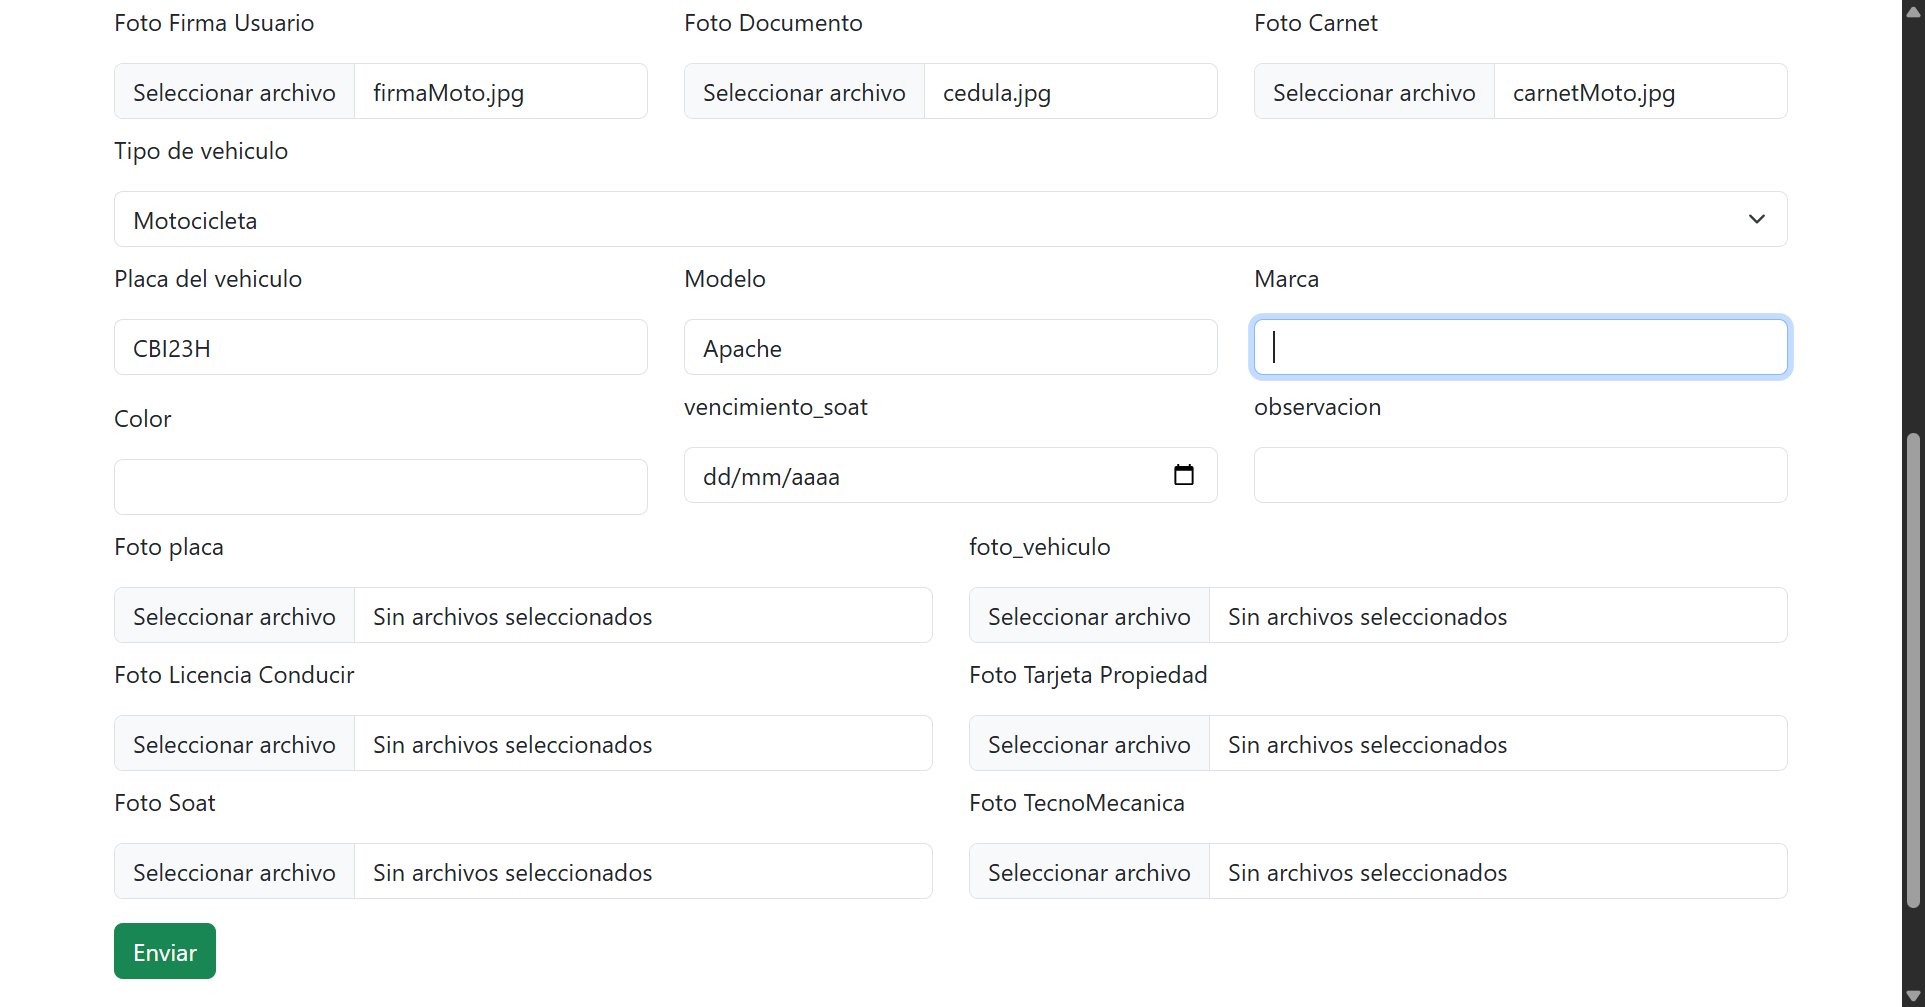 Foto Firma Usuario
Foto Documento
Foto Carnet
Seleccionar archivo firmaMoto.jpg
Seleccionar archivo cedula.jpg
Seleccionar archivo carnetMoto.jpg
Tipo de vehiculo
Motocicleta
Placa del vehiculo
Modelo
Marca
CBI23H
Apache
Color
vencimiento_soat
observacion
dd/mm/aaaa
Foto placa
foto_vehiculo
Seleccionar archivo Sin archivos seleccionados
Seleccionar archivo Sin archivos seleccionados
Foto Licencia Conducir
Foto Tarjeta Propiedad
Seleccionar archivo Sin archivos seleccionados
Seleccionar archivo Sin archivos seleccionados
Foto Soat
Foto TecnoMecanica
Seleccionar archivo Sin archivos seleccionados
Seleccionar archivo Sin archivos seleccionados
Enviar